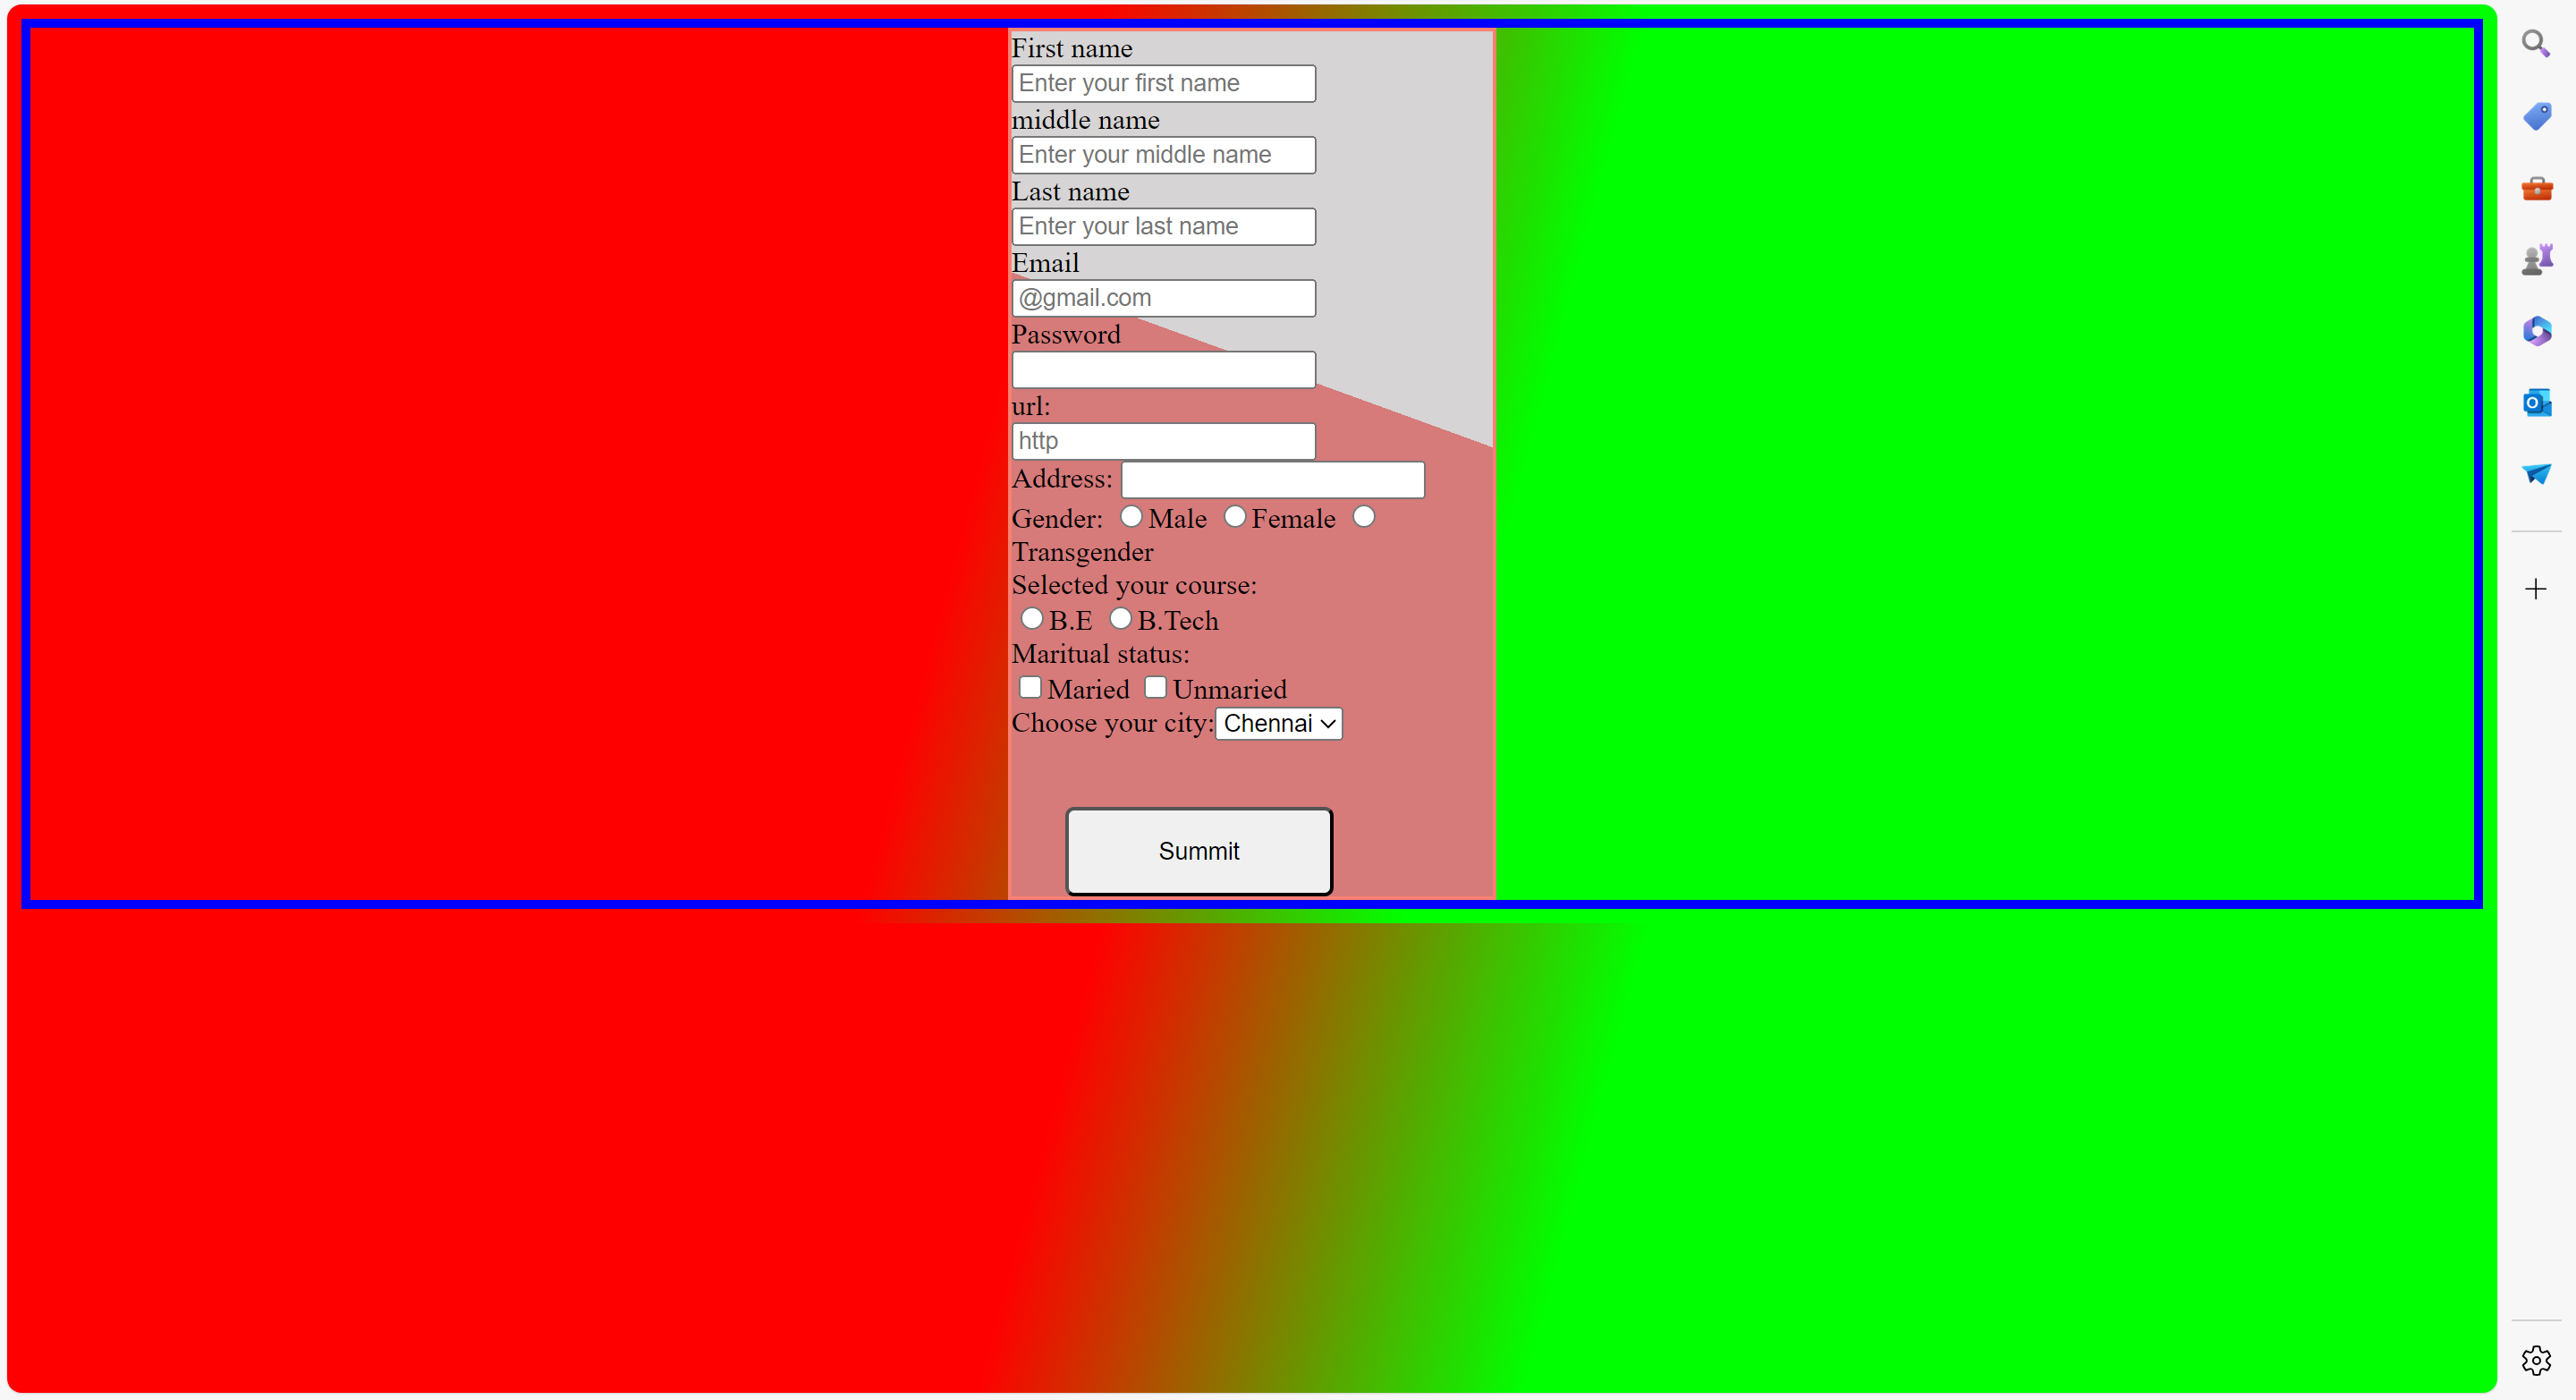 First name
Enter your first name
middle name
Enter your middle name
Last name
Enter your last name
Email
@gmail.com
Password
url:
http
Address:
Gender: Male Female
Transgender
Selected your course:
B.E B.Tech
Maritual status:
Maried Unmaried
Choose your city: Chennai
Summit